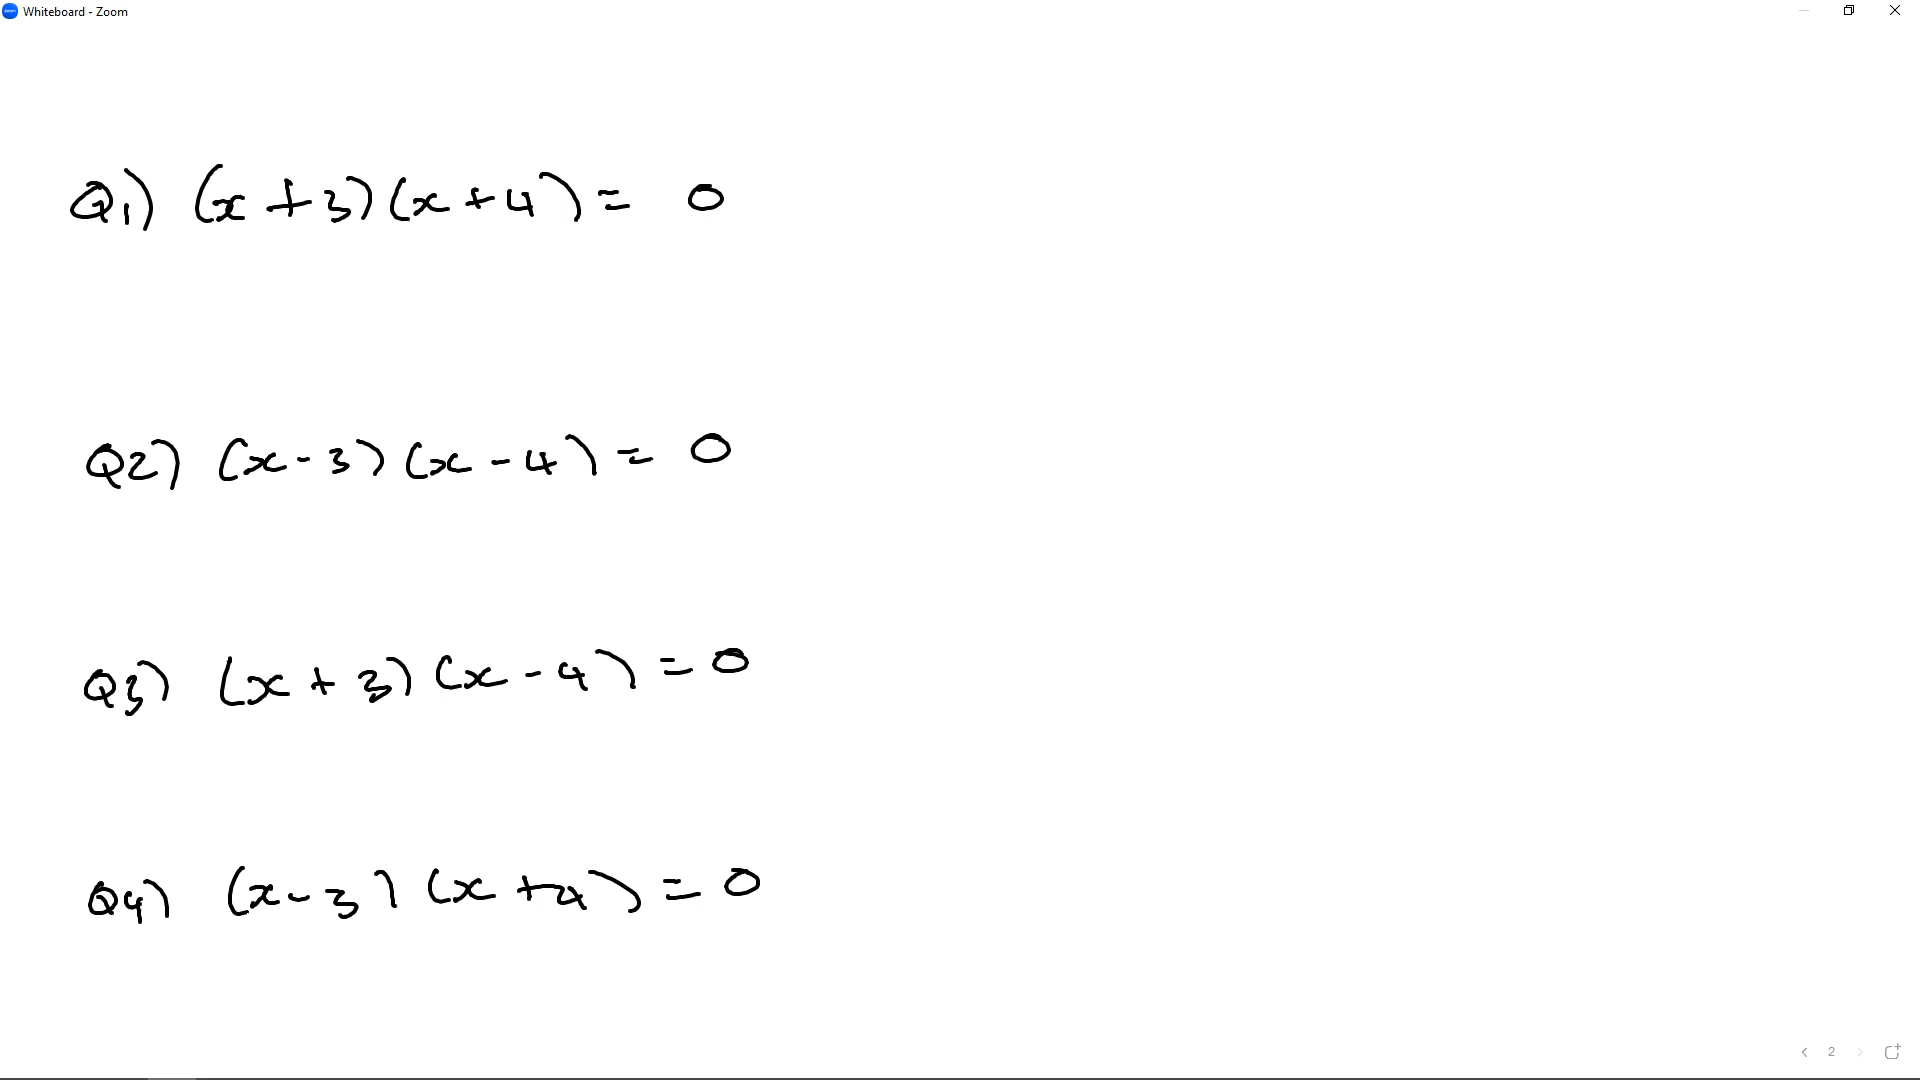 Whiteboard - Zoom
Q1) (x + 3)(x + 4) = 0
Q2) (x - 3)(x - 4) = 0
Q3) (x + 3)(x - 4) = 0
Q4) (x - 3)(x + 4) = 0
2